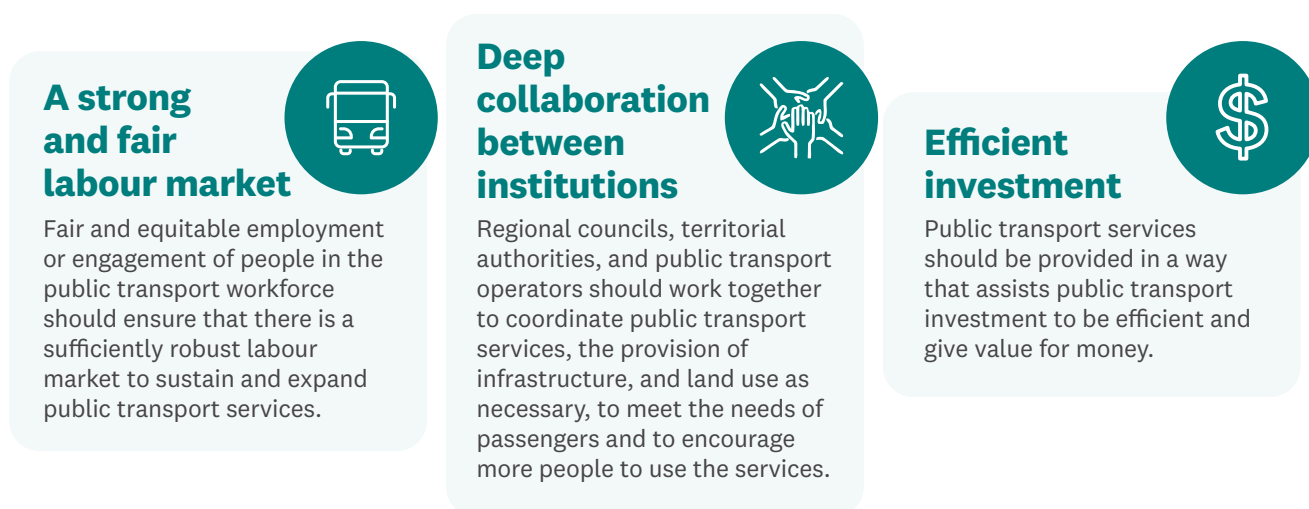 A strong
and fair
labour market
Fair and equitable employment
or engagement of people in the
public transport workforce
should ensure that there is a
sufficiently robust labour
market to sustain and expand
public transport services.
Deep
collaboration
between
institutions
Regional councils, territorial
authorities, and public transport
operators should work together
to coordinate public transport
services, the provision of
infrastructure, and land use as
necessary, to meet the needs of
passengers and to encourage
more people to use the services.
Efficient
investment
Public transport services
should be provided in a way
that assists public transport
investment to be efficient and
give value for money.